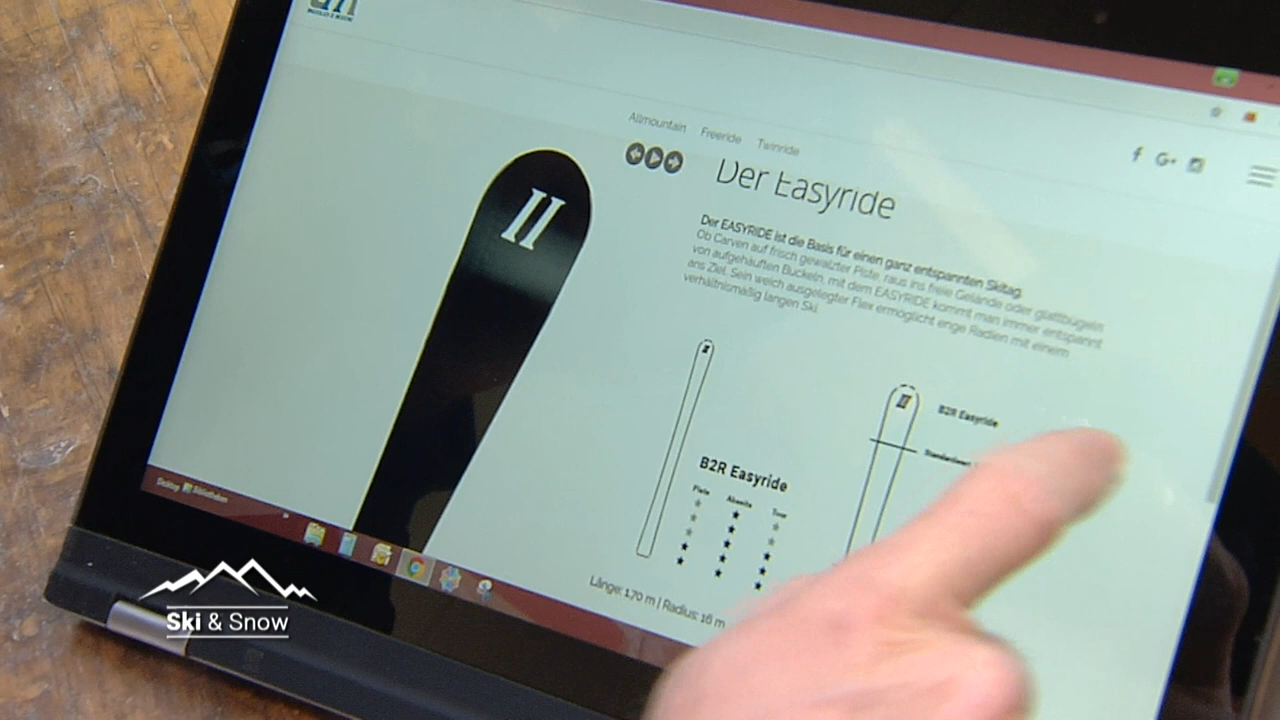 Allmountain Freeride Twinride
Der Easyride
Der EASYRIDE ist die Basis für einen ganz entspannten Skitag.
Ob Carven auf frisch gewalzter Piste, raus ins freie Gelände oder glattbügeln
von aufgehäuften Buckeln, mit dem EASYRIDE kommt man immer entspannt
ans Ziel. Sein weich ausgelegter Flex ermöglicht enge Radien mit einem
verhältnismäßig langen Ski.
B2R Easyride
B2R Easyride
Piste Abseits Tour
Länge: 1,70 m | Radius: 16 m
Desktop Bibliotheken
Ski & Snow